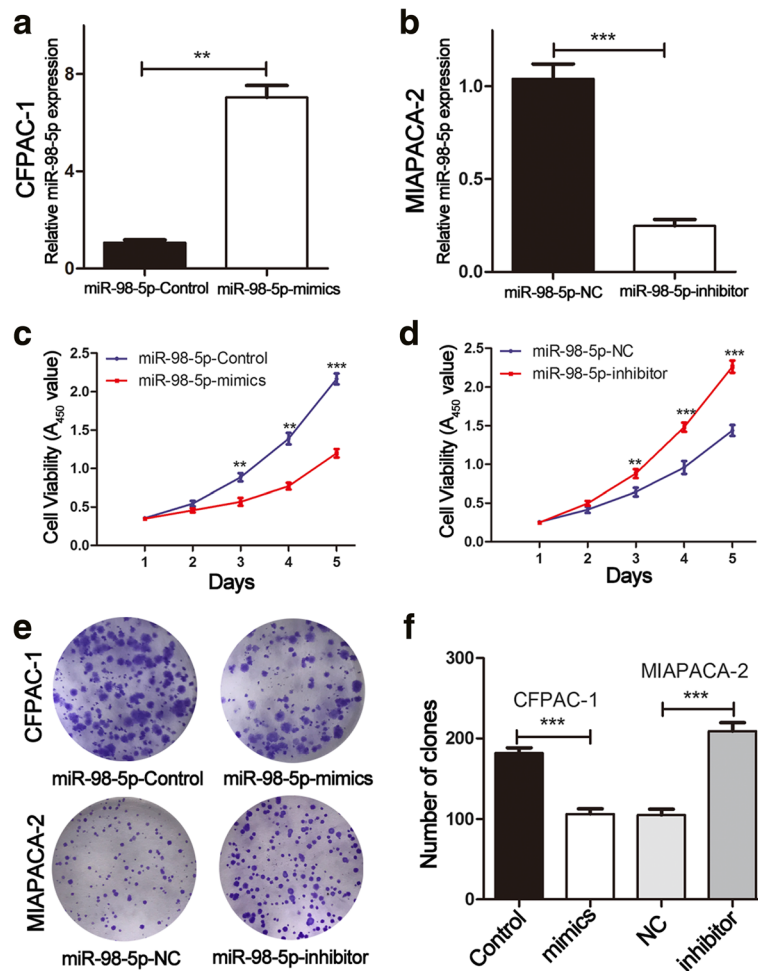 a
CFPAC-1
Relative miR-98-5p expression
8
4
0
**
miR-98-5p-Control
miR-98-5p-mimics
b
MIAPACA-2
Relative miR-98-5p expression
1.0
0.5
0.0
***
miR-98-5p-NC
miR-98-5p-inhibitor
c
Cell Viability (A450 value)
2.5
2.0
1.5
1.0
0.5
0.0
miR-98-5p-Control
miR-98-5p-mimics
**
**
***
1 2 3 4 5
Days
d
Cell Viability (A450 value)
2.5
2.0
1.5
1.0
0.5
0.0
miR-98-5p-NC
miR-98-5p-inhibitor
**
***
***
1 2 3 4 5
Days
e
CFPAC-1
miR-98-5p-Control
miR-98-5p-mimics
MIAPACA-2
miR-98-5p-NC
miR-98-5p-inhibitor
f
Number of clones
300
200
100
0
CFPAC-1
***
MIAPACA-2
***
Control
mimics
NC
inhibitor